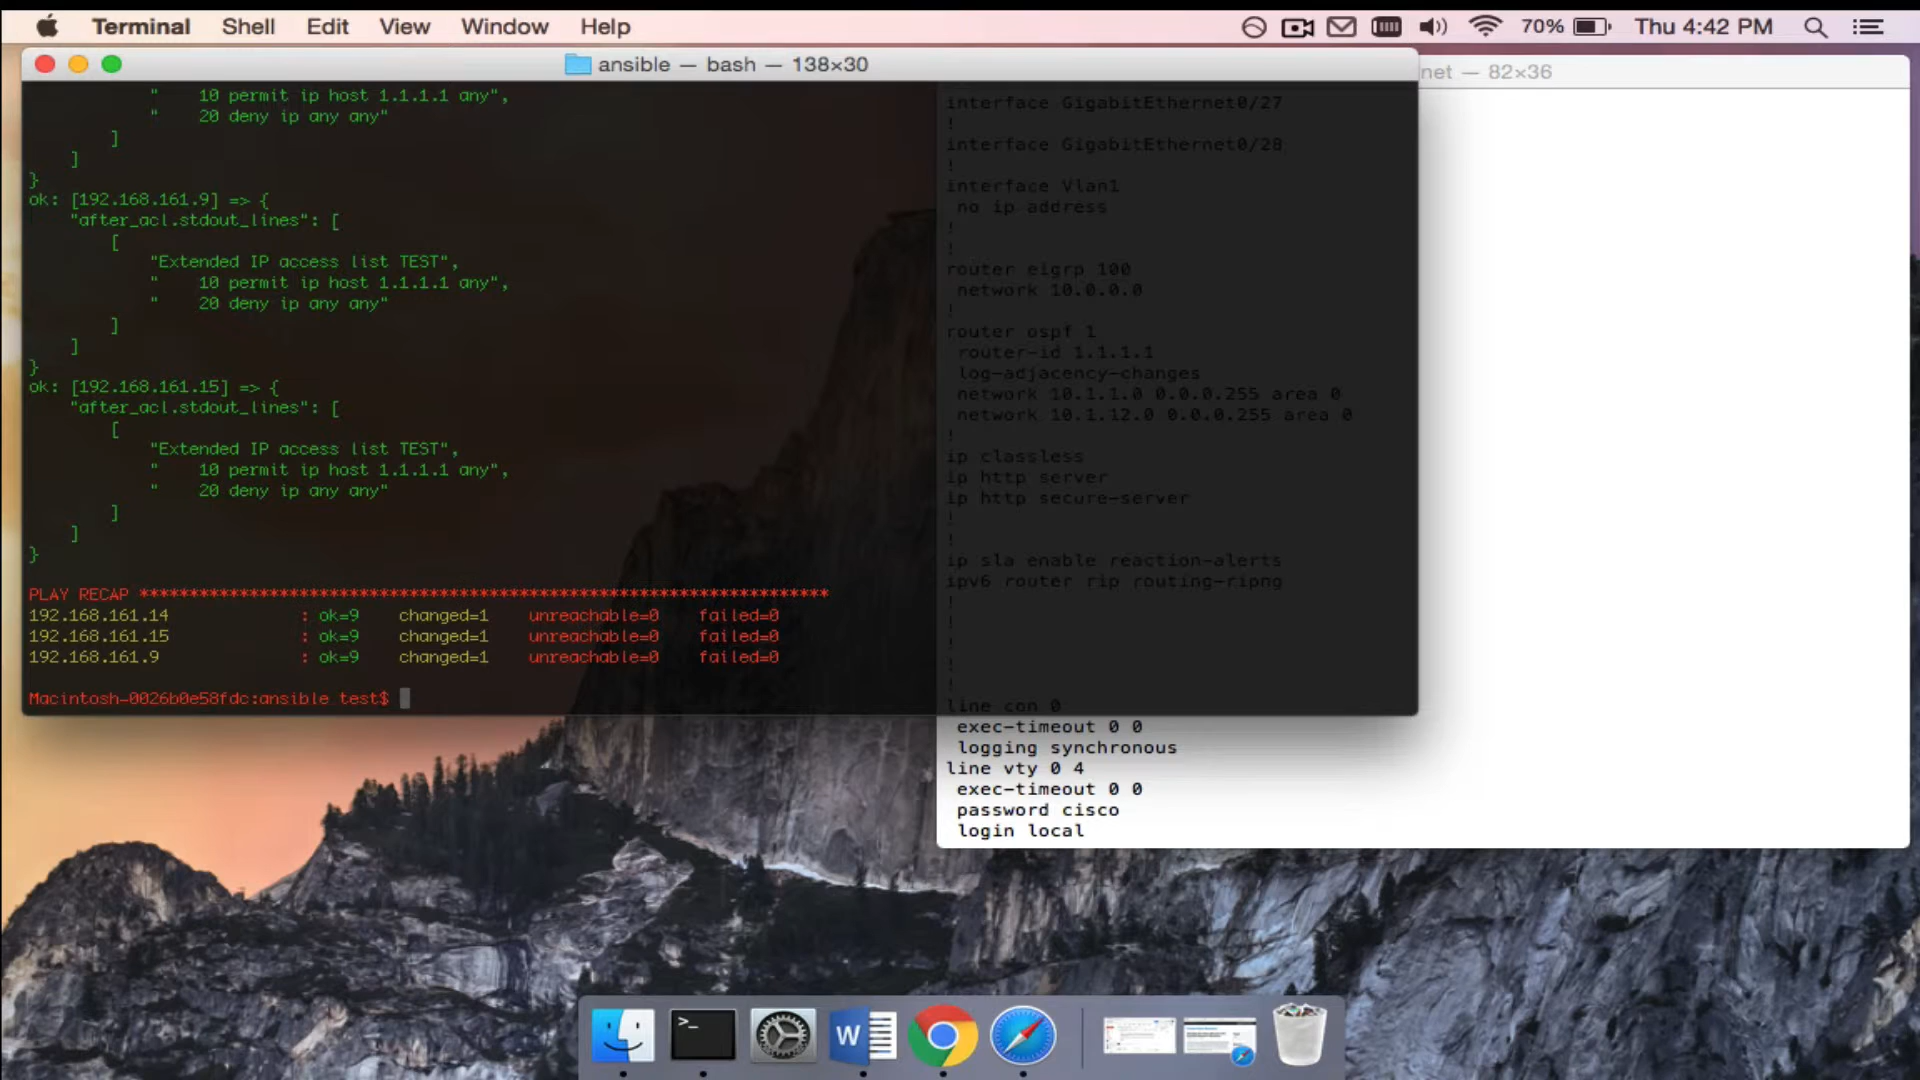 Terminal Shell Edit View Window Help 70% Thu 4:42 PM
ansible — bash — 138×30
"    10 permit ip host 1.1.1.1 any",
"    20 deny ip any any"
]
]
}
ok: [192.168.161.9] => {
"after_acl.stdout_lines": [
[
"Extended IP access list TEST",
"    10 permit ip host 1.1.1.1 any",
"    20 deny ip any any"
]
]
}
ok: [192.168.161.15] => {
"after_acl.stdout_lines": [
[
"Extended IP access list TEST",
"    10 permit ip host 1.1.1.1 any",
"    20 deny ip any any"
]
]
}
PLAY RECAP *********************************************************************
192.168.161.14 : ok=9 changed=1 unreachable=0 failed=0
192.168.161.15 : ok=9 changed=1 unreachable=0 failed=0
192.168.161.9 : ok=9 changed=1 unreachable=0 failed=0
Macintosh-0026b0e58fdc:ansible test$
net — 82×36
interface GigabitEthernet0/27
!
interface GigabitEthernet0/28
!
interface Vlan1
no ip address
!
!
router eigrp 100
network 10.0.0.0
!
router ospf 1
router-id 1.1.1.1
log-adjacency-changes
network 10.1.1.0 0.0.0.255 area 0
network 10.1.12.0 0.0.0.255 area 0
!
ip classless
ip http server
ip http secure-server
!
!
ip sla enable reaction-alerts
ipv6 router rip routing-ripng
!
!
!
!
!
line con 0
exec-timeout 0 0
logging synchronous
line vty 0 4
exec-timeout 0 0
password cisco
login local
>_
W